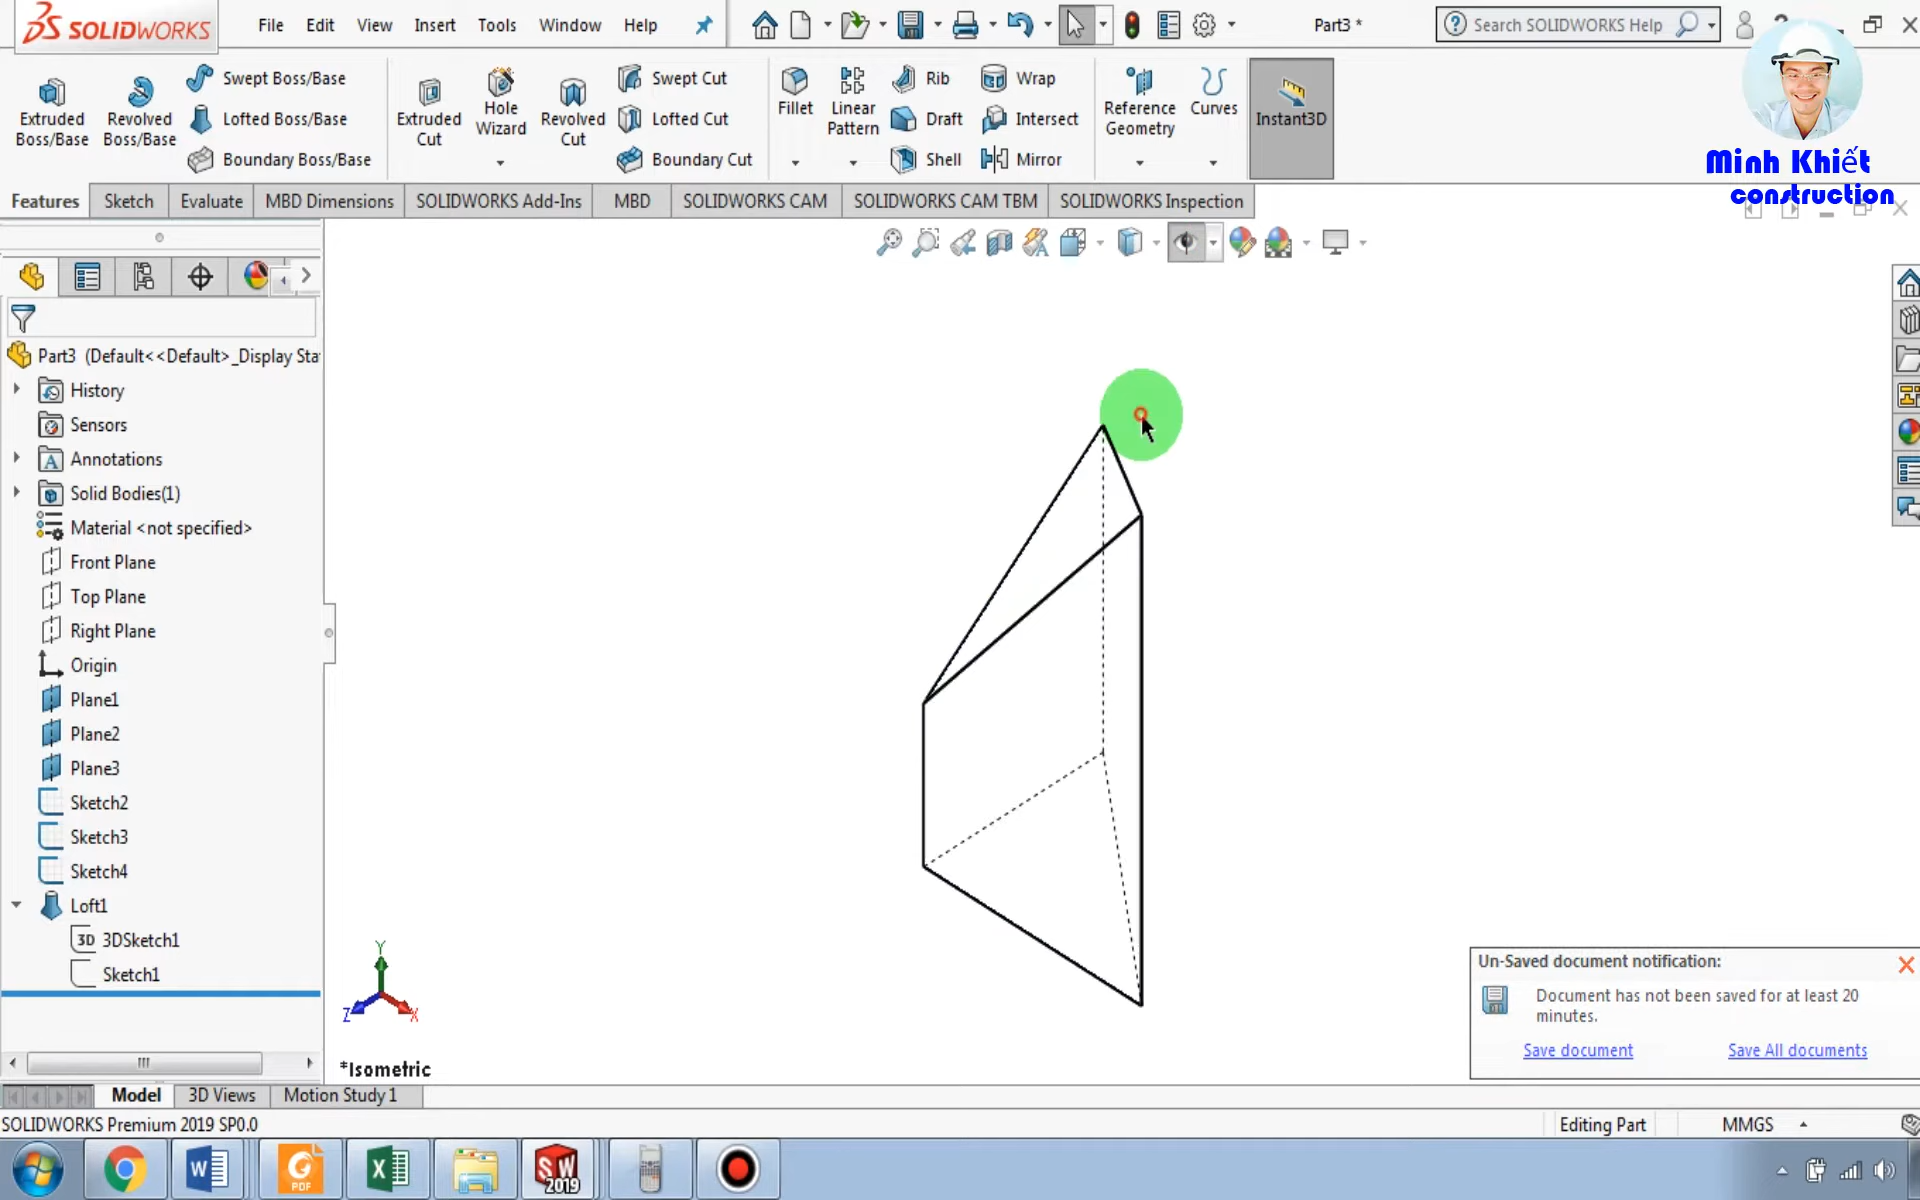 SOLIDWORKS
File Edit View Insert Tools Window Help
Part3 *
Search SOLIDWORKS Help
Extruded Boss/Base
Revolved Boss/Base
Swept Boss/Base
Lofted Boss/Base
Boundary Boss/Base
Extruded Cut
Hole Wizard
Revolved Cut
Swept Cut
Lofted Cut
Boundary Cut
Fillet
Linear Pattern
Rib
Draft
Shell
Wrap
Intersect
Mirror
Reference Geometry
Curves
Instant3D
Minh Khiết
construction
Features Sketch Evaluate MBD Dimensions SOLIDWORKS Add-Ins MBD SOLIDWORKS CAM SOLIDWORKS CAM TBM SOLIDWORKS Inspection
Part3 (Default<<Default>_Display Sta
History
Sensors
Annotations
Solid Bodies(1)
Material <not specified>
Front Plane
Top Plane
Right Plane
Origin
Plane1
Plane2
Plane3
Sketch2
Sketch3
Sketch4
Loft1
3D 3DSketch1
Sketch1
Y
Z
X
*Isometric
Un-Saved document notification:
Document has not been saved for at least 20
minutes.
Save document Save All documents
Model 3D Views Motion Study 1
SOLIDWORKS Premium 2019 SP0.0
Editing Part MMGS
W
G
PDF
X
SW
2019